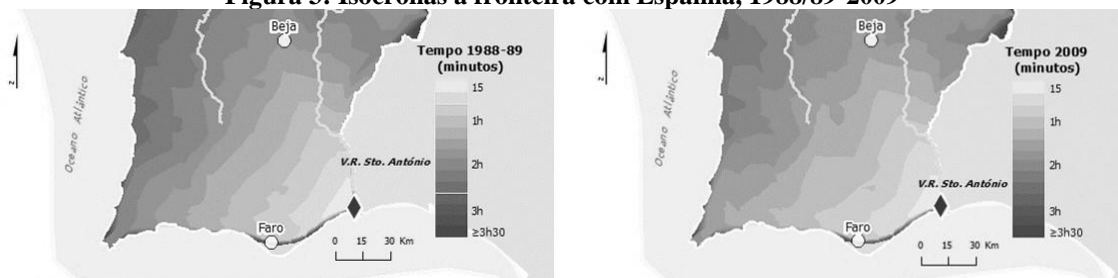 Figura 5: Isócronas à fronteira com Espanha, 1988/89-2009
Beja
Tempo 1988-89
(minutos)
15
1h
2h
3h
≥3h30
z
Oceano Atlântico
V.R. Sto. António
Faro
0 15 30 Km
Beja
Tempo 2009
(minutos)
15
1h
2h
3h
≥3h30
z
Oceano Atlântico
V.R. Sto. António
Faro
0 15 30 Km